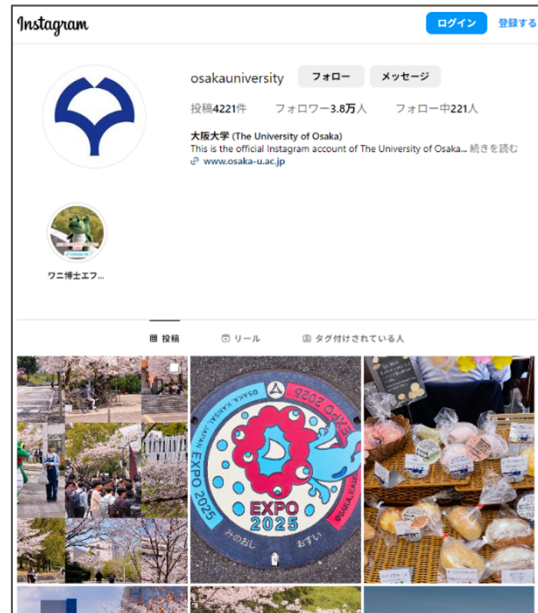 Instagram
ログイン 登録する
osakauniversity フォロー メッセージ
投稿4221件 フォロワー3.8万人 フォロー中221人
大阪大学 (The University of Osaka)
This is the official Instagram account of The University of Osaka... 続きを読む
www.osaka-u.ac.jp
ワニ博士エフ...
投稿 リール タグ付けされている人
OSAKA, KANSAI, JAPAN EXPO 2025
EXPO 2025
EXPO
2025
みのおし おすい